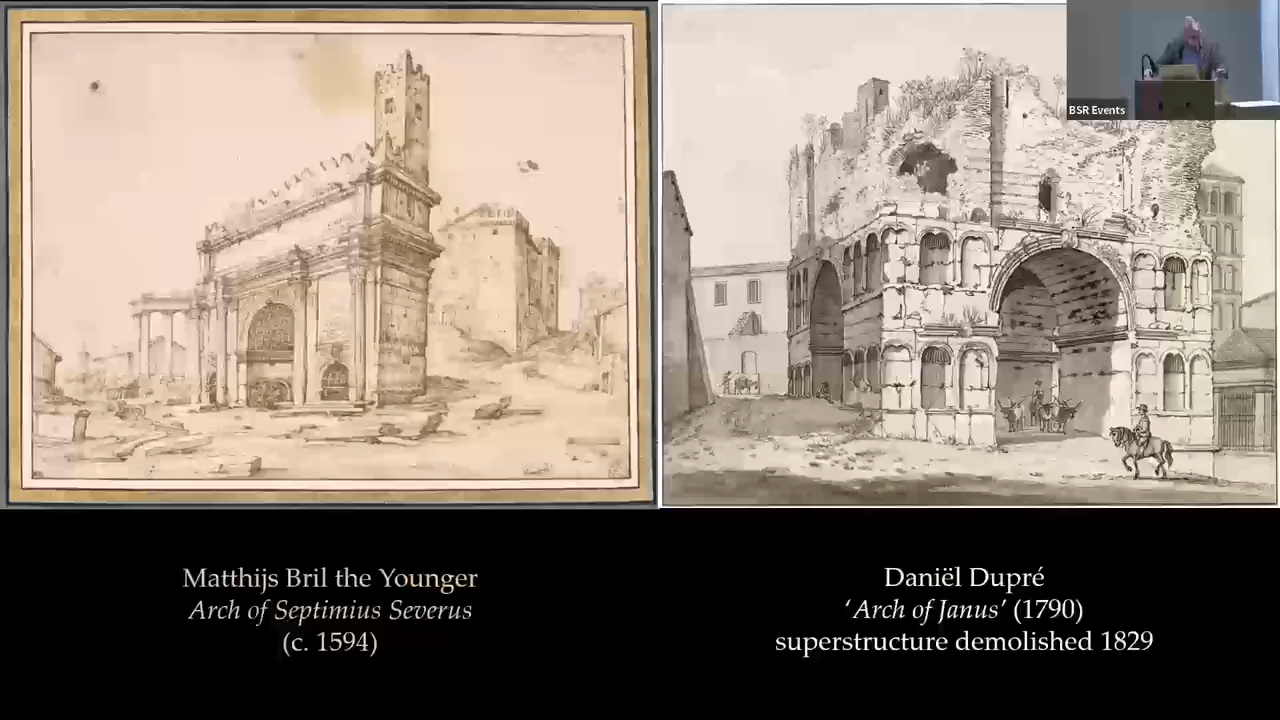 BSR Events
Matthijs Bril the Younger
Arch of Septimius Severus
(c. 1594)
Daniël Dupré
‘Arch of Janus’ (1790)
superstructure demolished 1829